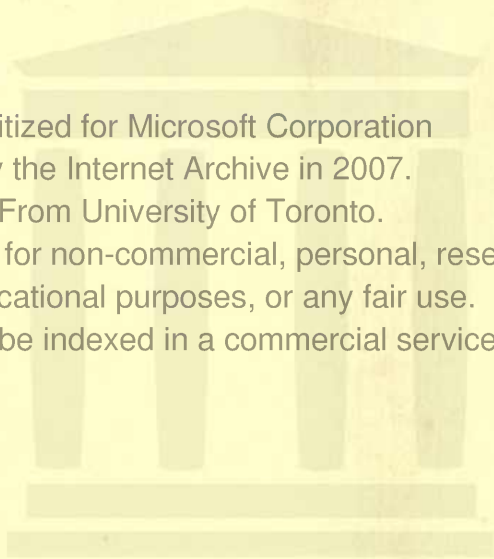 itized for Microsoft Corporation
the Internet Archive in 2007.
From University of Toronto.
for non-commercial, personal, rese
cational purposes, or any fair use.
be indexed in a commercial service